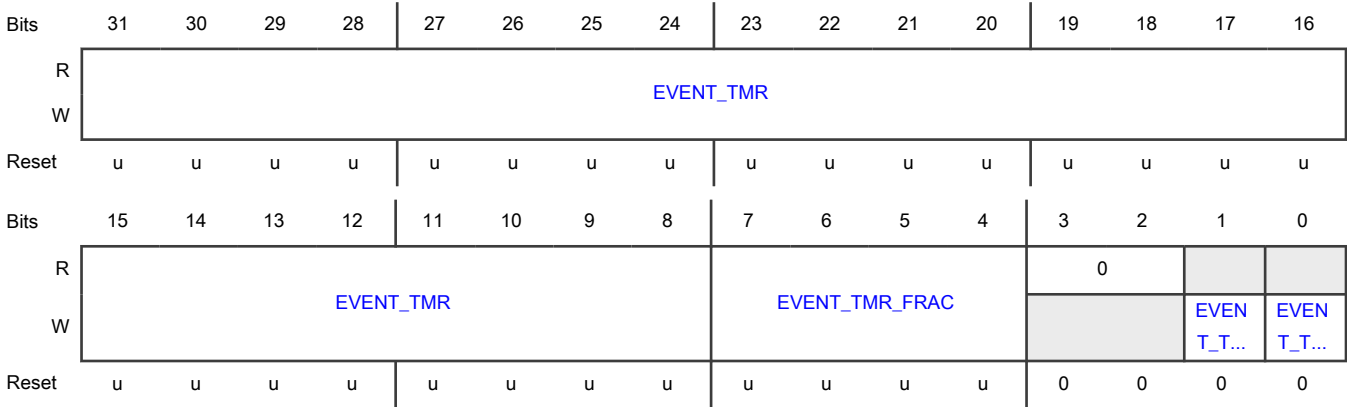 Bits 31 30 29 28 27 26 25 24 23 22 21 20 19 18 17 16
R
EVENT_TMR
W
Reset u u u u u u u u u u u u u u u u
Bits 15 14 13 12 11 10 9 8 7 6 5 4 3 2 1 0
R 0
EVENT_TMR EVENT_TMR_FRAC
W EVEN EVEN
T_T... T_T...
Reset u u u u u u u u u u u u 0 0 0 0